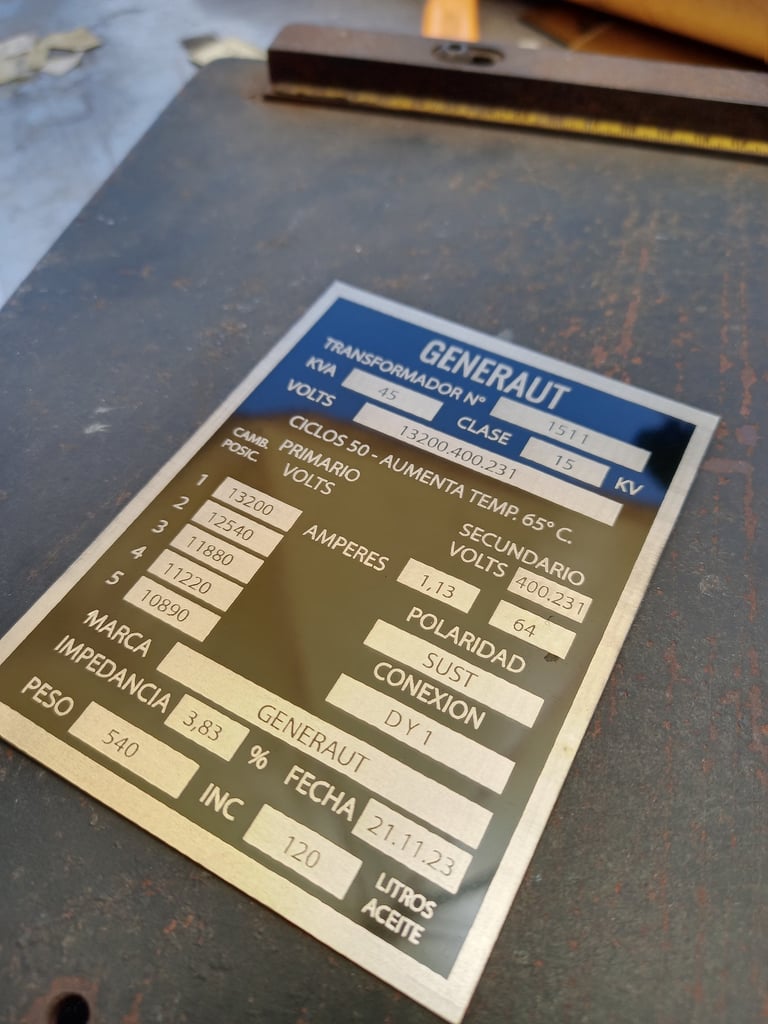 GENERAUT
TRANSFORMADOR Nº 1511
KVA 45 CLASE 15 KV
VOLTS 13200.400.231
CICLOS 50 - AUMENTA TEMP. 65º C.
CAMB. POSIC. PRIMARIO VOLTS
SECUNDARIO
1 13200
VOLTS 400.231
2 12540
AMPERES 1,13 64
3 11880
4 11220
POLARIDAD
SUST
5 10890
CONEXION
D Y 1
MARCA GENERAUT
IMPEDANCIA 3,83 % FECHA 21.11.23
PESO 540 INC 120 LITROS ACEITE